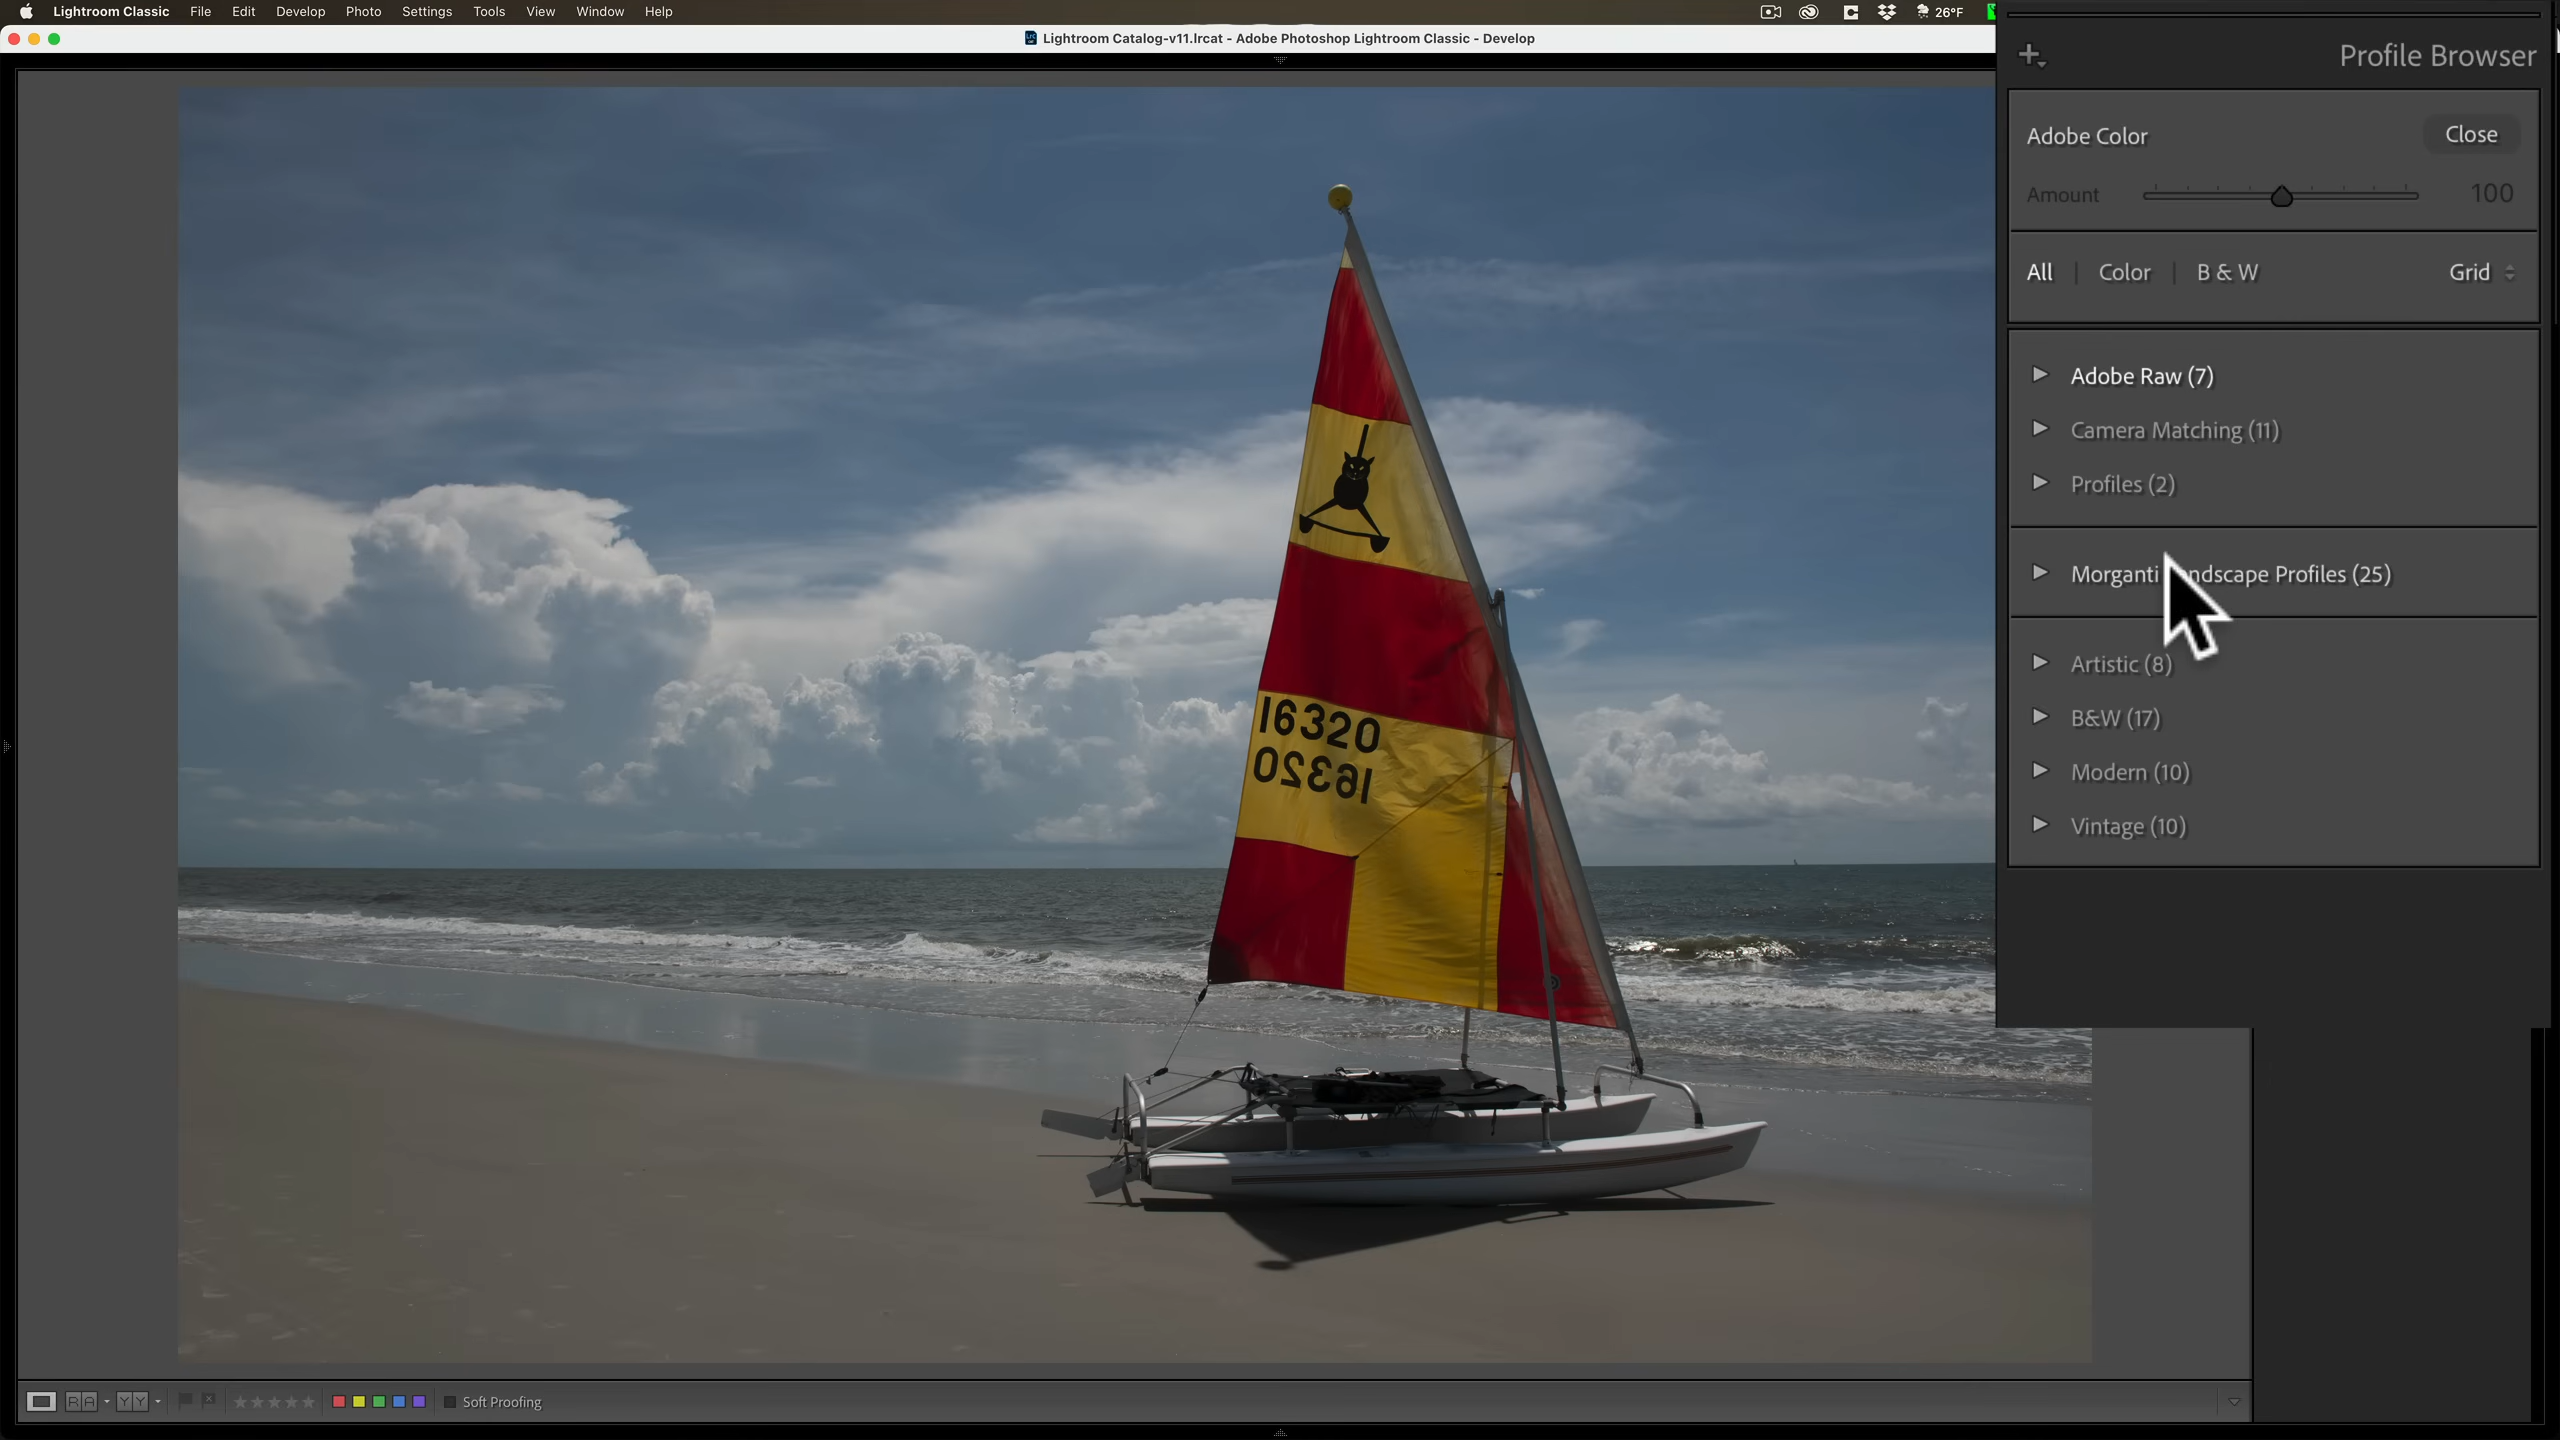 Lightroom Classic File Edit Develop Photo Settings Tools View Window Help 26°F
Lightroom Catalog-v11.lrcat - Adobe Photoshop Lightroom Classic - Develop
Profile Browser
Adobe Color Close
Amount 100
All Color B & W Grid
Adobe Raw (7)
Camera Matching (11)
Profiles (2)
Morganti ndscape Profiles (25)
Artistic (8)
B&W (17)
Modern (10)
Vintage (10)
16320
16320
R A Y Y Soft Proofing